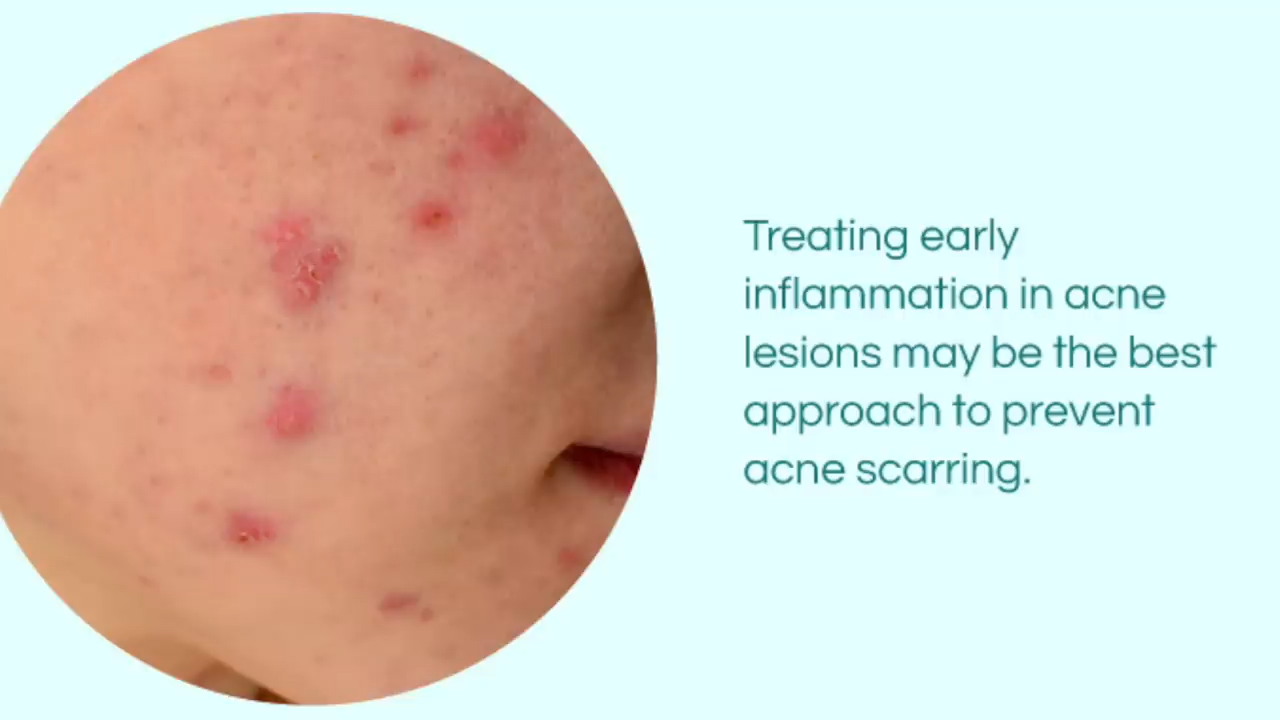 Treating early
inflammation in acne
lesions may be the best
approach to prevent
acne scarring.